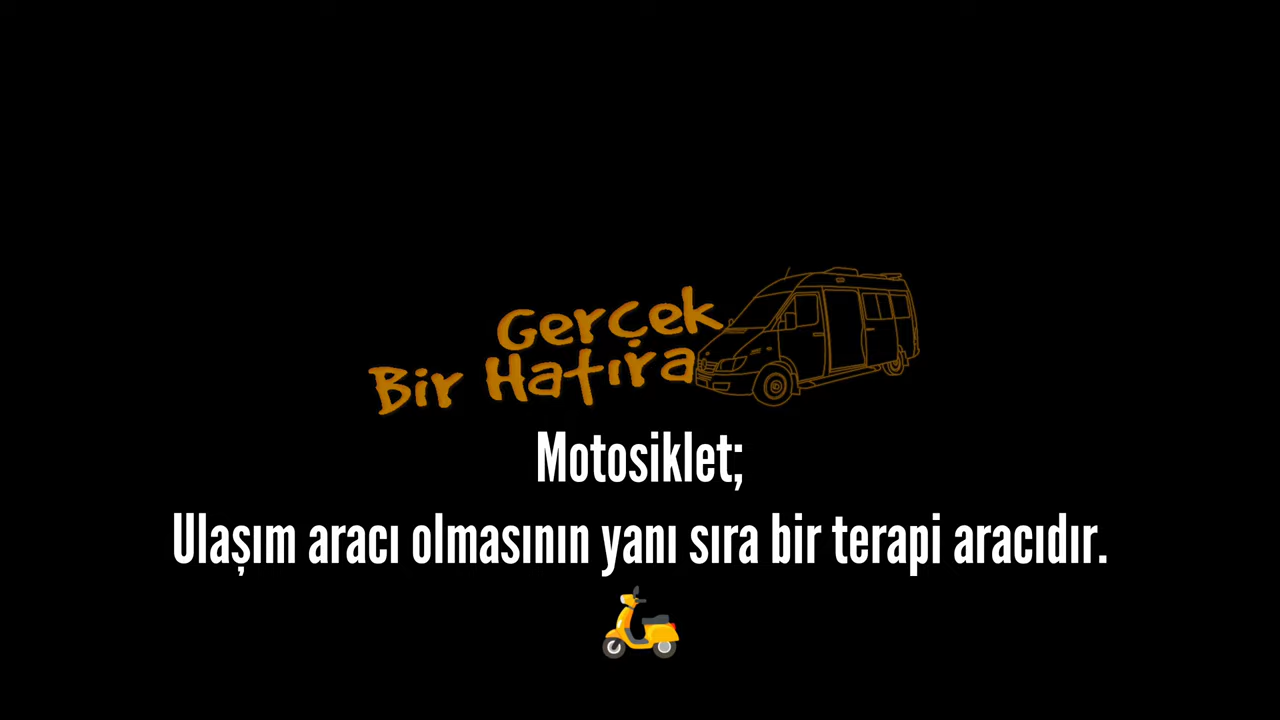 Gerçek
Bir Hatıra
Motosiklet;
Ulaşım aracı olmasının yanı sıra bir terapi aracıdır.